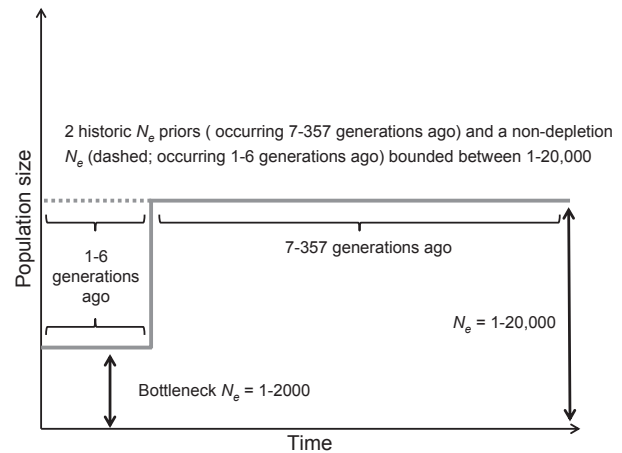 2 historic Ne priors ( occurring 7-357 generations ago) and a non-depletion
Ne (dashed; occurring 1-6 generations ago) bounded between 1-20,000
Population size
1-6
generations
ago
7-357 generations ago
Ne = 1-20,000
Bottleneck Ne = 1-2000
Time